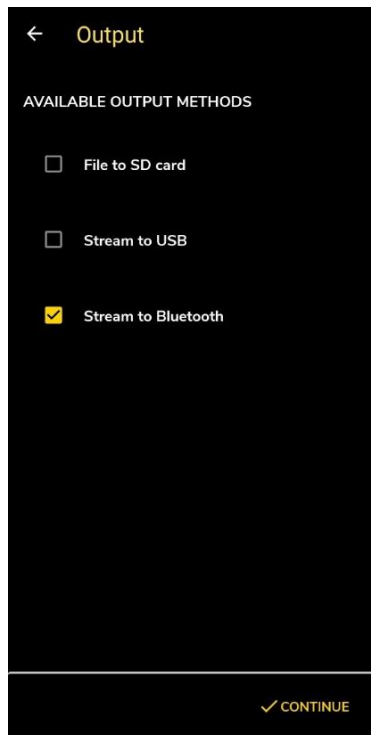 Output
AVAILABLE OUTPUT METHODS
File to SD card
Stream to USB
Stream to Bluetooth
CONTINUE